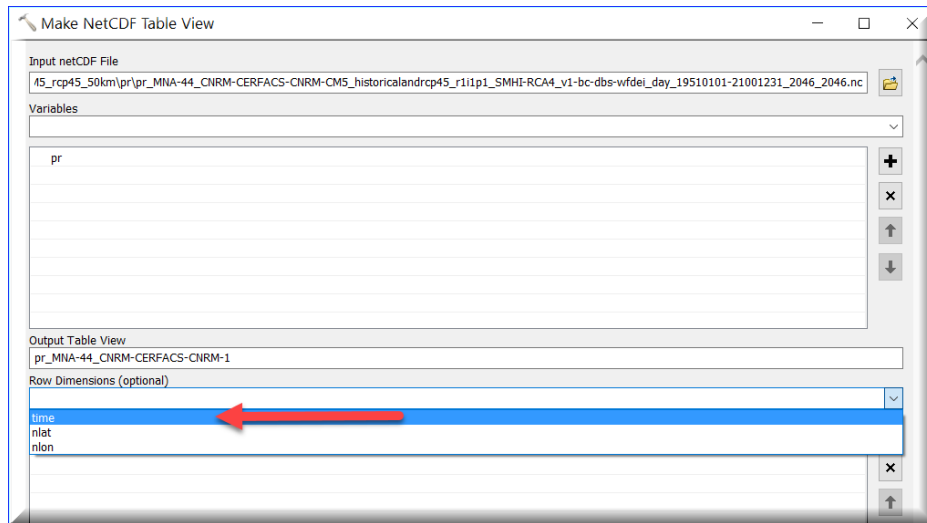 Make NetCDF Table View
Input netCDF File
45_rcp45_50km\pr\pr_MNA-44_CNRM-CERFACS-CNRM-CM5_historicalandrcp45_r1i1p1_SMHI-RCA4_v1-bc-dbs-wfdei_day_19510101-21001231_2046_2046.nc
Variables
pr
Output Table View
pr_MNA-44_CNRM-CERFACS-CNRM-1
Row Dimensions (optional)
time
nlat
nlon